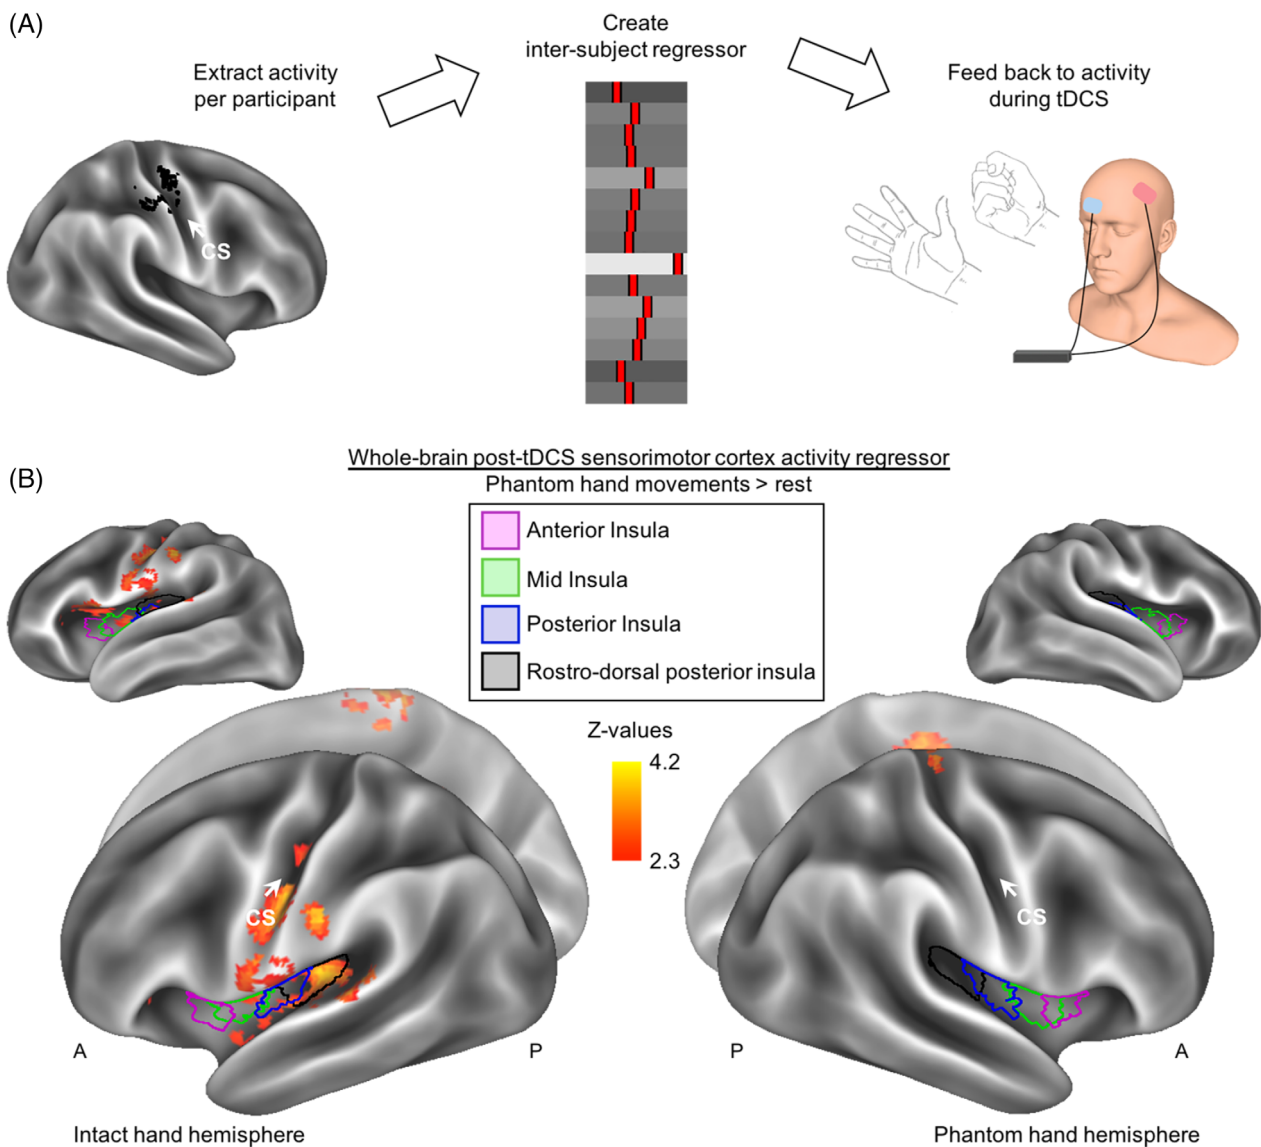 (A)
Extract activity
per participant
Create
inter-subject regressor
Feed back to activity
during tDCS
CS
(B)
Whole-brain post-tDCS sensorimotor cortex activity regressor
Phantom hand movements > rest
Anterior Insula
Mid Insula
Posterior Insula
Rostro-dorsal posterior insula
Z-values
4.2
2.3
CS
CS
A
P
P
A
Intact hand hemisphere
Phantom hand hemisphere